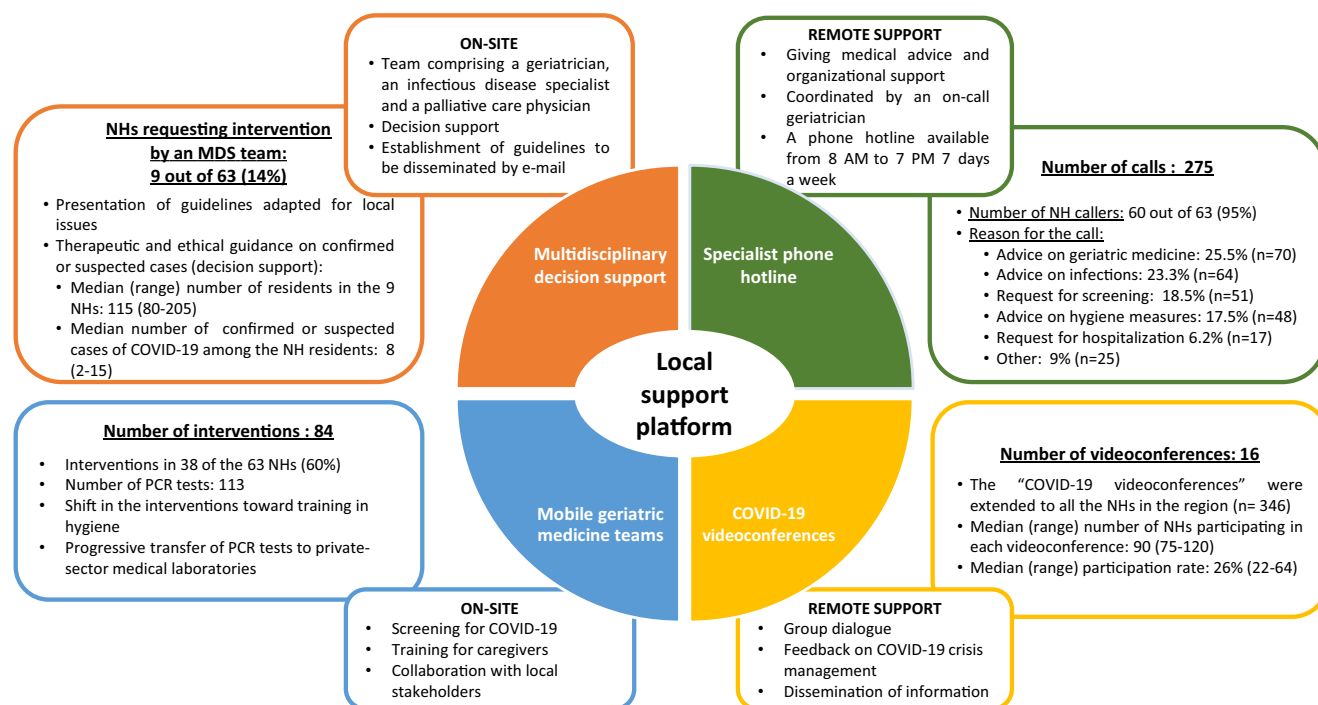 ON-SITE
• Team comprising a geriatrician,
an infectious disease specialist
and a palliative care physician
• Decision support
• Establishment of guidelines to
be disseminated by e-mail
NHs requesting intervention
by an MDS team:
9 out of 63 (14%)
• Presentation of guidelines adapted for local
issues
• Therapeutic and ethical guidance on confirmed
or suspected cases (decision support):
• Median (range) number of residents in the 9
NHs: 115 (80-205)
• Median number of confirmed or suspected
cases of COVID-19 among the NH residents: 8
(2-15)
REMOTE SUPPORT
• Giving medical advice and
organizational support
• Coordinated by an on-call
geriatrician
• A phone hotline available
from 8 AM to 7 PM 7 days
a week
Number of calls : 275
• Number of NH callers: 60 out of 63 (95%)
• Reason for the call:
• Advice on geriatric medicine: 25.5% (n=70)
• Advice on infections: 23.3% (n=64)
• Request for screening: 18.5% (n=51)
• Advice on hygiene measures: 17.5% (n=48)
• Request for hospitalization 6.2% (n=17)
• Other: 9% (n=25)
Multidisciplinary
decision support
Specialist phone
hotline
Local
support
platform
Mobile geriatric
medicine teams
COVID-19
videoconferences
Number of interventions : 84
• Interventions in 38 of the 63 NHs (60%)
• Number of PCR tests: 113
• Shift in the interventions toward training in
hygiene
• Progressive transfer of PCR tests to private-
sector medical laboratories
ON-SITE
• Screening for COVID-19
• Training for caregivers
• Collaboration with local
stakeholders
Number of videoconferences: 16
• The “COVID-19 videoconferences” were
extended to all the NHs in the region (n= 346)
• Median (range) number of NHs participating in
each videoconference: 90 (75-120)
• Median (range) participation rate: 26% (22-64)
REMOTE SUPPORT
• Group dialogue
• Feedback on COVID-19 crisis
management
• Dissemination of information